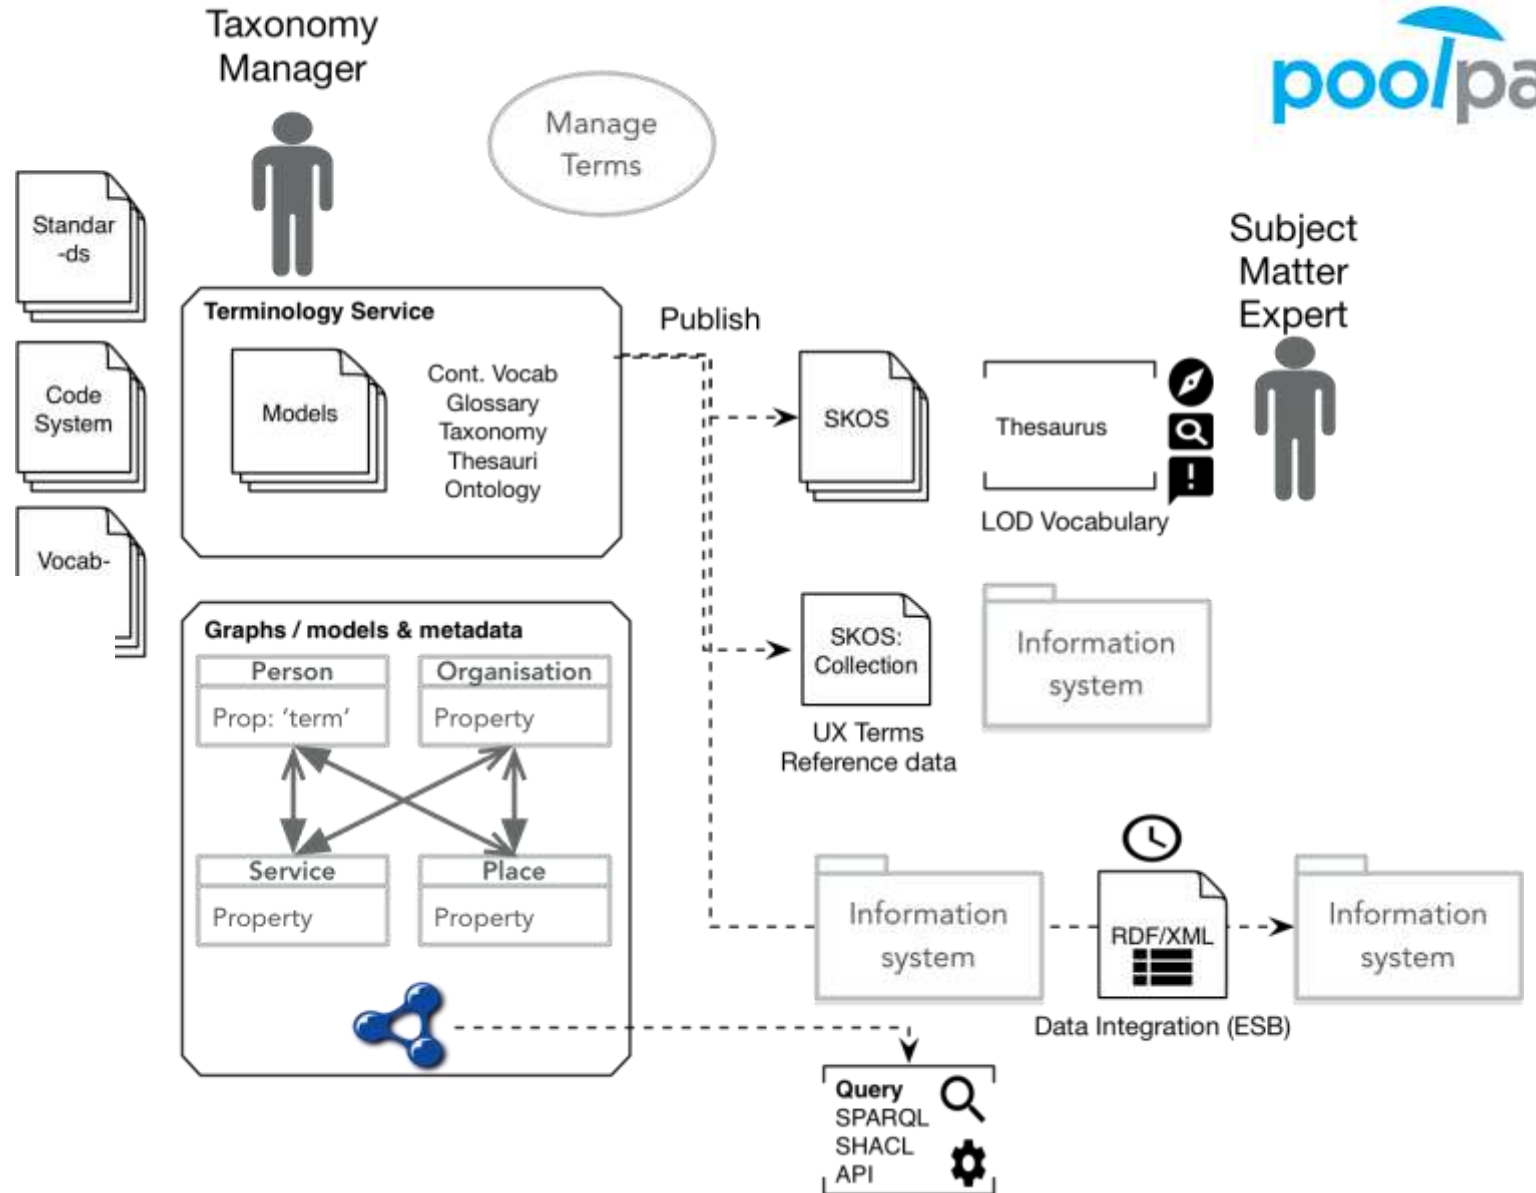 Taxonomy
Manager
poolpa
Manage
Terms
Standar
-ds
Subject
Matter
Expert
Terminology Service
Publish
Code
System
Models
Cont. Vocab
Glossary
Taxonomy
Thesauri
Ontology
SKOS
Thesaurus
LOD Vocabulary
Vocab-
Graphs / models & metadata
Person
Prop: ‘term’
Organisation
Property
SKOS:
Collection
UX Terms
Reference data
Information
system
Service
Property
Place
Property
Information
system
RDF/XML
Data Integration (ESB)
Information
system
Query
SPARQL
SHACL
API